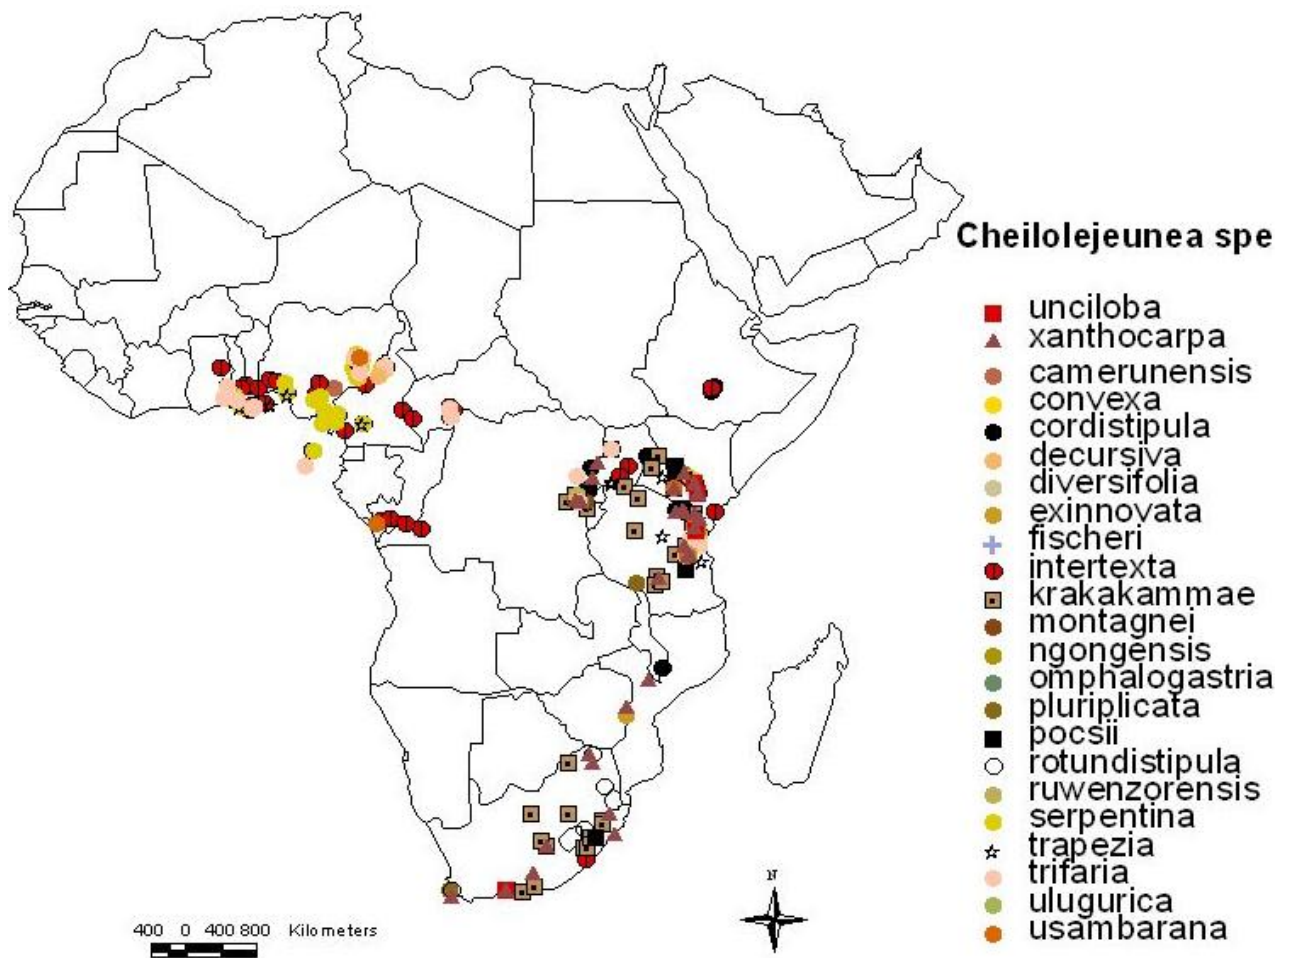 Cheilolejeunea spe
unciloba
xanthocarpa
camerunensis
convexa
cordistipula
decursiva
diversifolia
exinnovata
fischeri
intertexta
krakakammae
montagnei
ngongensis
omphalogastria
pluriplicata
pocsii
rotundistipula
ruwenzorensis
serpentina
trapezia
trifaria
ulugurica
usambarana
N
400 0 400 800 Kilometers